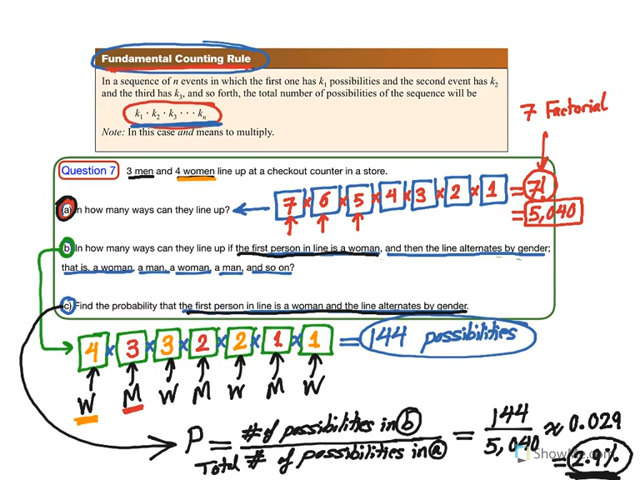 Fundamental Counting Rule
In a sequence of n events in which the first one has k₁ possibilities and the second event has k₂
and the third has k₃, and so forth, the total number of possibilities of the sequence will be
k₁ · k₂ · k₃ · · · kₙ
Note: In this case and means to multiply.
7 Factorial
Question 7 3 men and 4 women line up at a checkout counter in a store.
7 × 6 × 5 × 4 × 3 × 2 × 1 = 7!
(a) In how many ways can they line up?
= 5,040
(b) In how many ways can they line up if the first person in line is a woman, and then the line alternates by gender;
that is, a woman, a man, a woman, a man, and so on?
(c) Find the probability that the first person in line is a woman and the line alternates by gender.
4 × 3 × 3 × 2 × 2 × 1 × 1 = 144 possibilities
W M W M W M W
P = # of possibilities in (b) / Total # of possibilities in (a) = 144 / 5,040 ≈ 0.029
= 2.9%